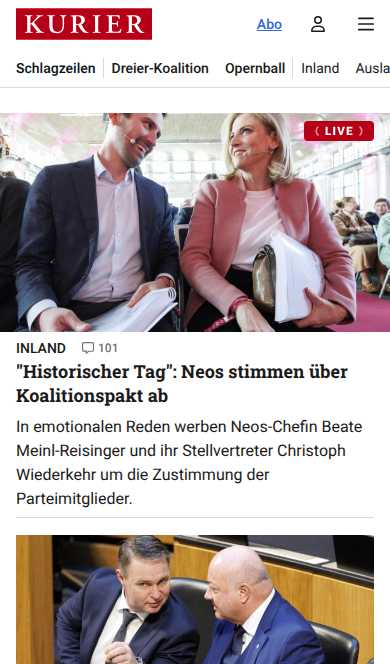 KURIER
Abo
Schlagzeilen Dreier-Koalition Opernball Inland Ausla
LIVE
INLAND 101
"Historischer Tag": Neos stimmen über
Koalitionspakt ab
In emotionalen Reden werben Neos-Chefin Beate
Meinl-Reisinger und ihr Stellvertreter Christoph
Wiederkehr um die Zustimmung der
Parteimitglieder.